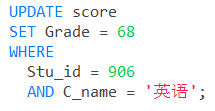 UPDATE score
SET Grade = 68
WHERE
Stu_id = 906
AND C_name = '英语';